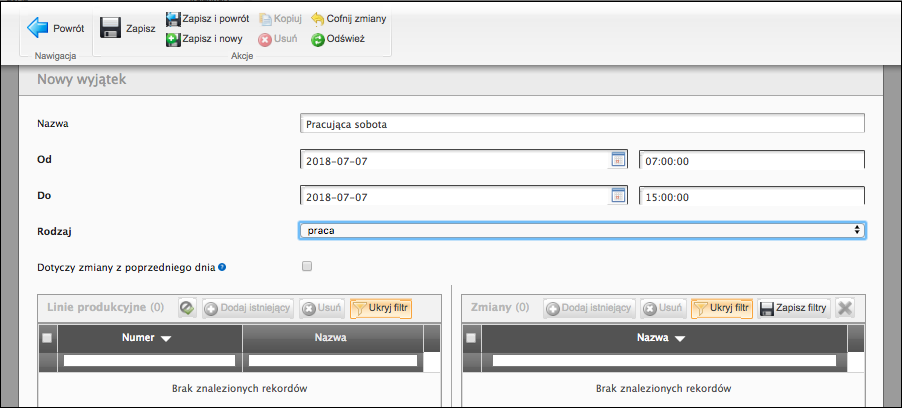 Powrót
Nawigacja
Zapisz
Zapisz i powrót
Kopiuj
Cofnij zmiany
Zapisz i nowy
Usuń
Odśwież
Akcje
Nowy wyjątek
Nazwa
Pracująca sobota
Od
2018-07-07
07:00:00
Do
2018-07-07
15:00:00
Rodzaj
praca
Dotyczy zmiany z poprzedniego dnia ?
Linie produkcyjne (0)
Dodaj istniejący
Usuń
Ukryj filtr
Numer
Nazwa
Brak znalezionych rekordów
Zmiany (0)
Dodaj istniejący
Usuń
Ukryj filtr
Zapisz filtry
Nazwa
Brak znalezionych rekordów